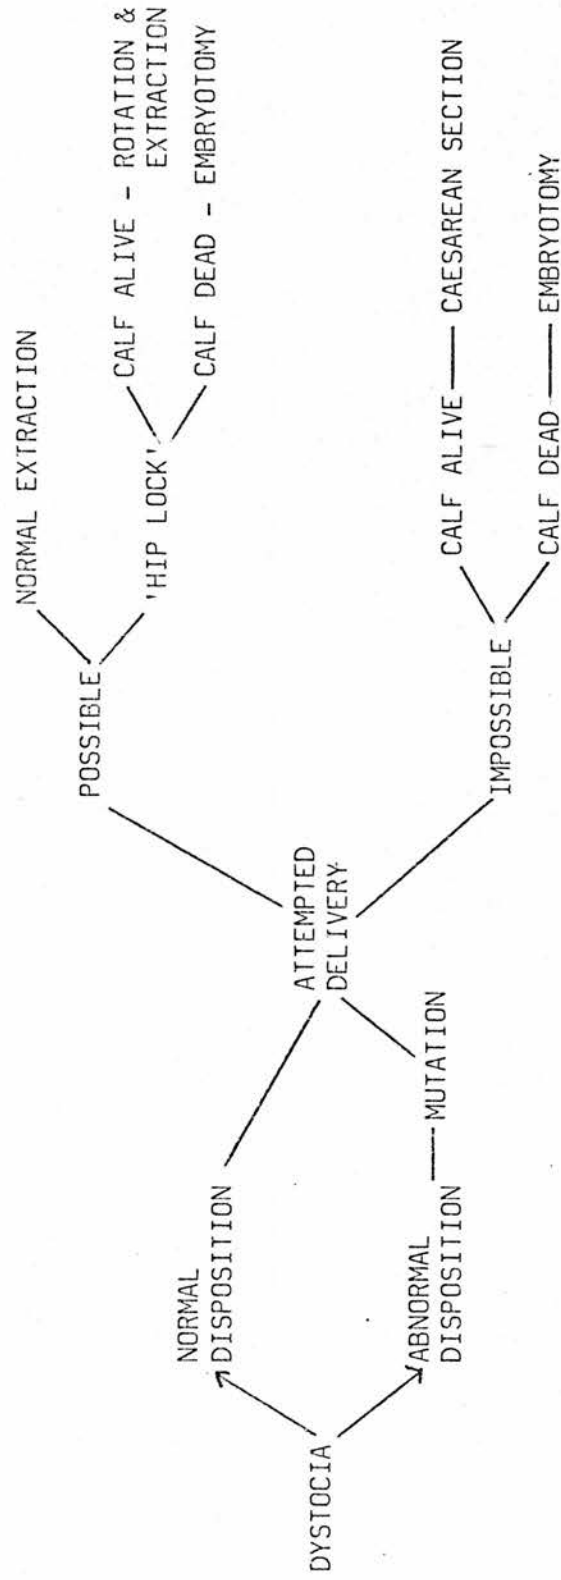 DYSTOCIA
NORMAL
DISPOSITION
ABNORMAL
DISPOSITION
MUTATION
ATTEMPTED
DELIVERY
POSSIBLE
NORMAL EXTRACTION
'HIP LOCK'
CALF ALIVE - ROTATION &
EXTRACTION
CALF DEAD - EMBRYOTOMY
IMPOSSIBLE
CALF ALIVE — CAESAREAN SECTION
CALF DEAD — EMBRYOTOMY